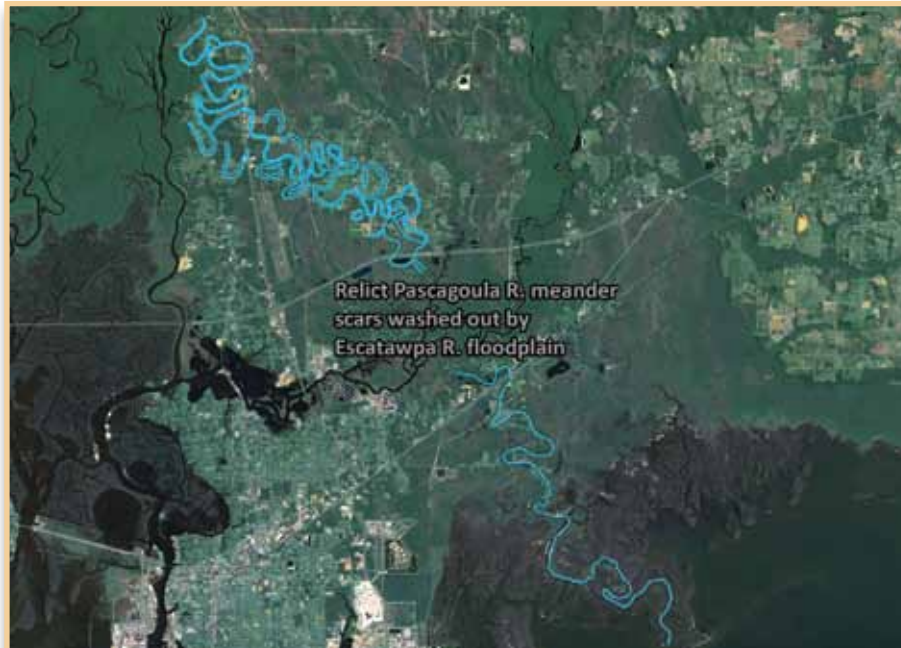 Relict Pascagoula R. meander
scars washed out by
Escatawpa R. floodplain